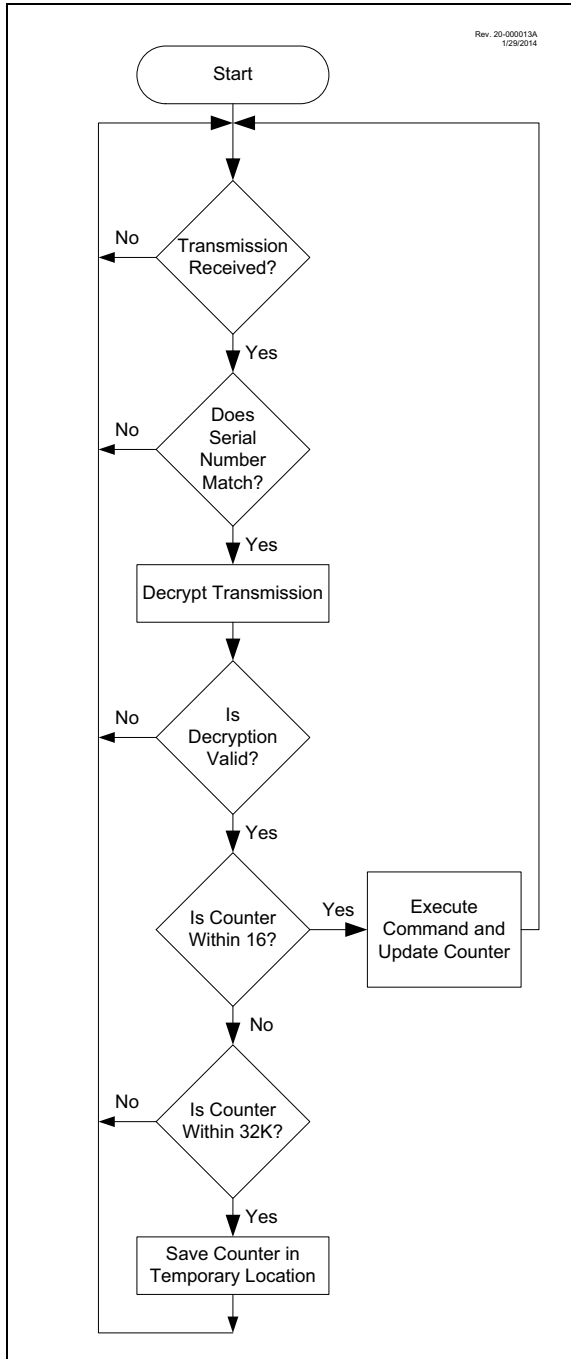 Rev. 20-000013A
1/29/2014
Start
No
Transmission
Received?
Yes
No
Does
Serial
Number
Match?
Yes
Decrypt Transmission
No
Is
Decryption
Valid?
Yes
Is Counter
Within 16?
Yes
Execute
Command and
Update Counter
No
No
Is Counter
Within 32K?
Yes
Save Counter in
Temporary Location